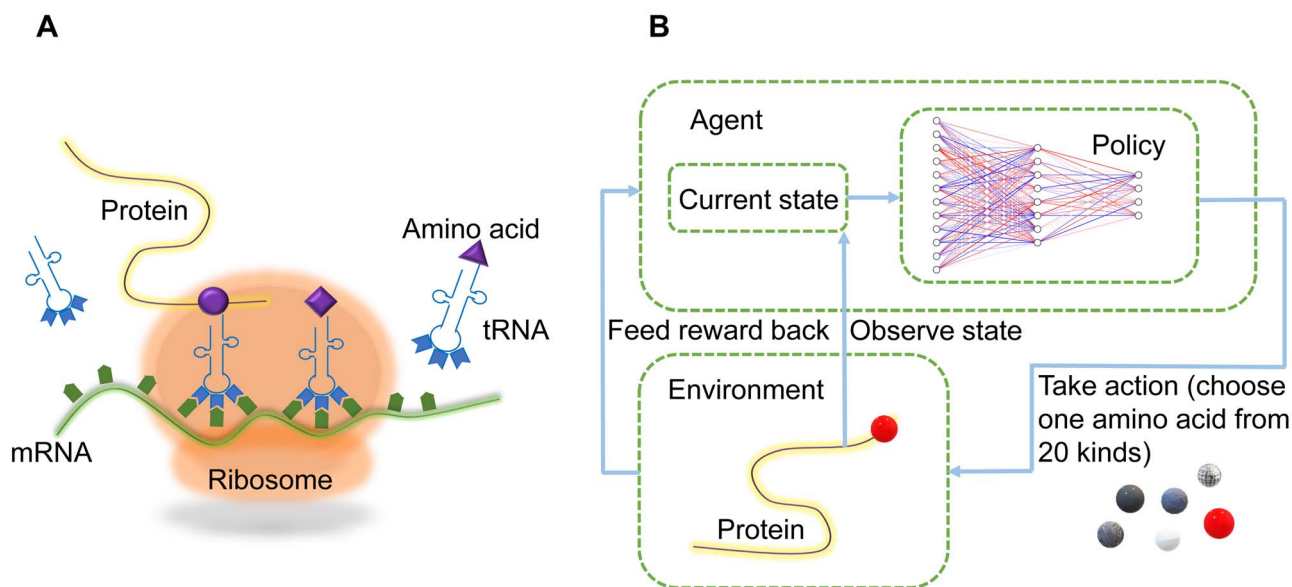 A
Protein
Amino acid
tRNA
mRNA
Ribosome
B
Agent
Policy
Current state
Feed reward back
Observe state
Environment
Take action (choose
one amino acid from
20 kinds)
Protein